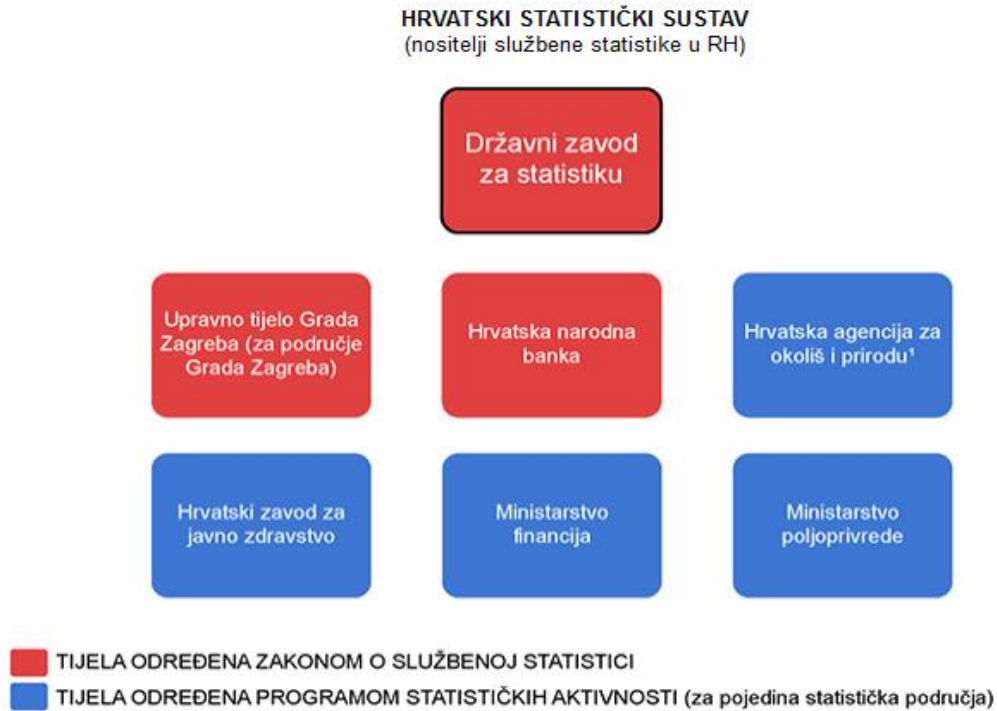 HRVATSKI STATISTIČKI SUSTAV
(nositelji službene statistike u RH)
Državni zavod
za statistiku
Upravno tijelo Grada
Zagreba (za područje
Grada Zagreba)
Hrvatska narodna
banka
Hrvatska agencija za
okoliš i prirodu¹
Hrvatski zavod za
javno zdravstvo
Ministarstvo
financija
Ministarstvo
poljoprivrede
TIJELA ODREĐENA ZAKONOM O SLUŽBENOJ STATISTICI
TIJELA ODREĐENA PROGRAMOM STATISTIČKIH AKTIVNOSTI (za pojedina statistička područja)